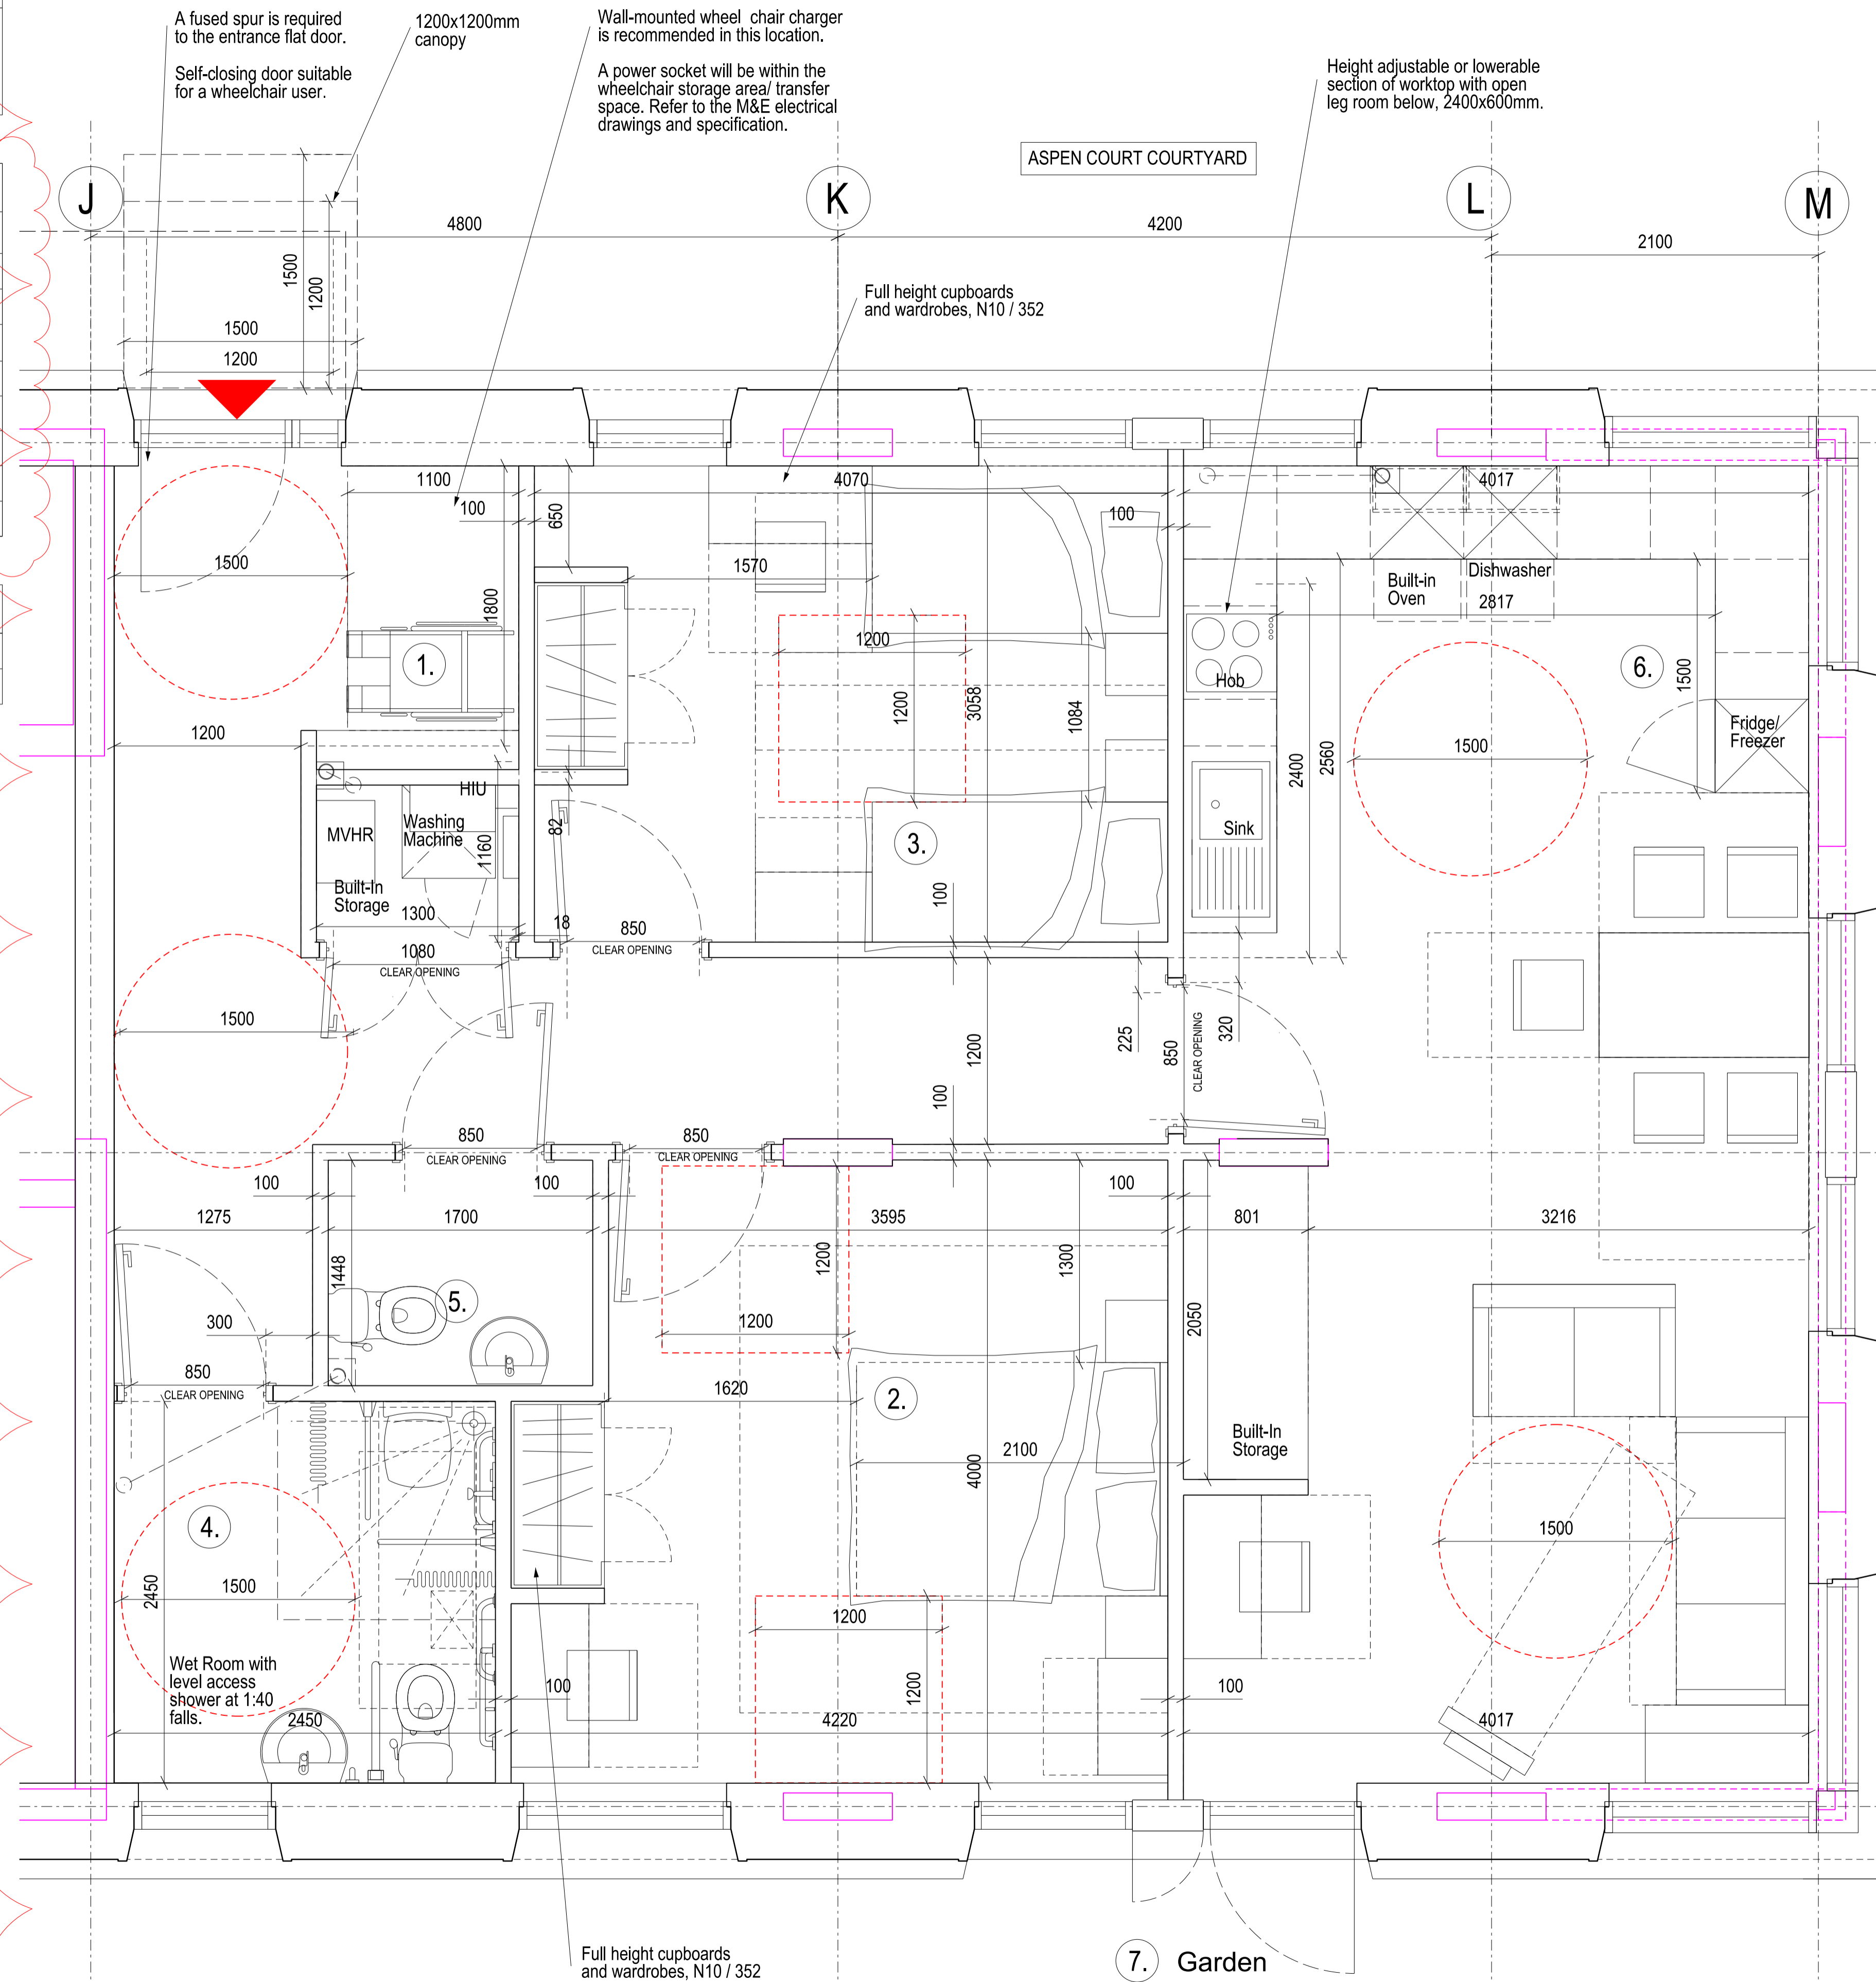 A fused spur is required
to the entrance flat door.
Self-closing door suitable
for a wheelchair user.
1200x1200mm
canopy
Wall-mounted wheel chair charger
is recommended in this location.
A power socket will be within the
wheelchair storage area/ transfer
space. Refer to the M&E electrical
drawings and specification.
Height adjustable or lowerable
section of worktop with open
leg room below, 2400x600mm.
ASPEN COURT COURTYARD
J
K
L
M
4800
4200
2100
1500
1200
1500
1200
Full height cupboards
and wardrobes, N10 / 352
1100
100
650
4070
100
4017
1500
1570
1800
Built-in
Oven
Dishwasher
2817
1.
1200
1200
3058
1084
Hob
6.
1500
1200
Fridge/
Freezer
1500
2400
2560
HIU
MVHR
Washing
Machine
1160
82
3.
Sink
Built-In
Storage
1300
18
850
CLEAR OPENING
100
1080
CLEAR OPENING
1500
1200
225
850
CLEAR OPENING
320
100
850
CLEAR OPENING
850
CLEAR OPENING
100
100
100
1275
1700
3595
801
3216
1448
1200
1300
2050
5.
300
1200
850
CLEAR OPENING
1620
2.
2100
4000
Built-In
Storage
4.
1500
2450
1500
1200
1200
Wet Room with
level access
shower at 1:40
falls.
100
100
2450
4220
4017
Full height cupboards
and wardrobes, N10 / 352
7. Garden